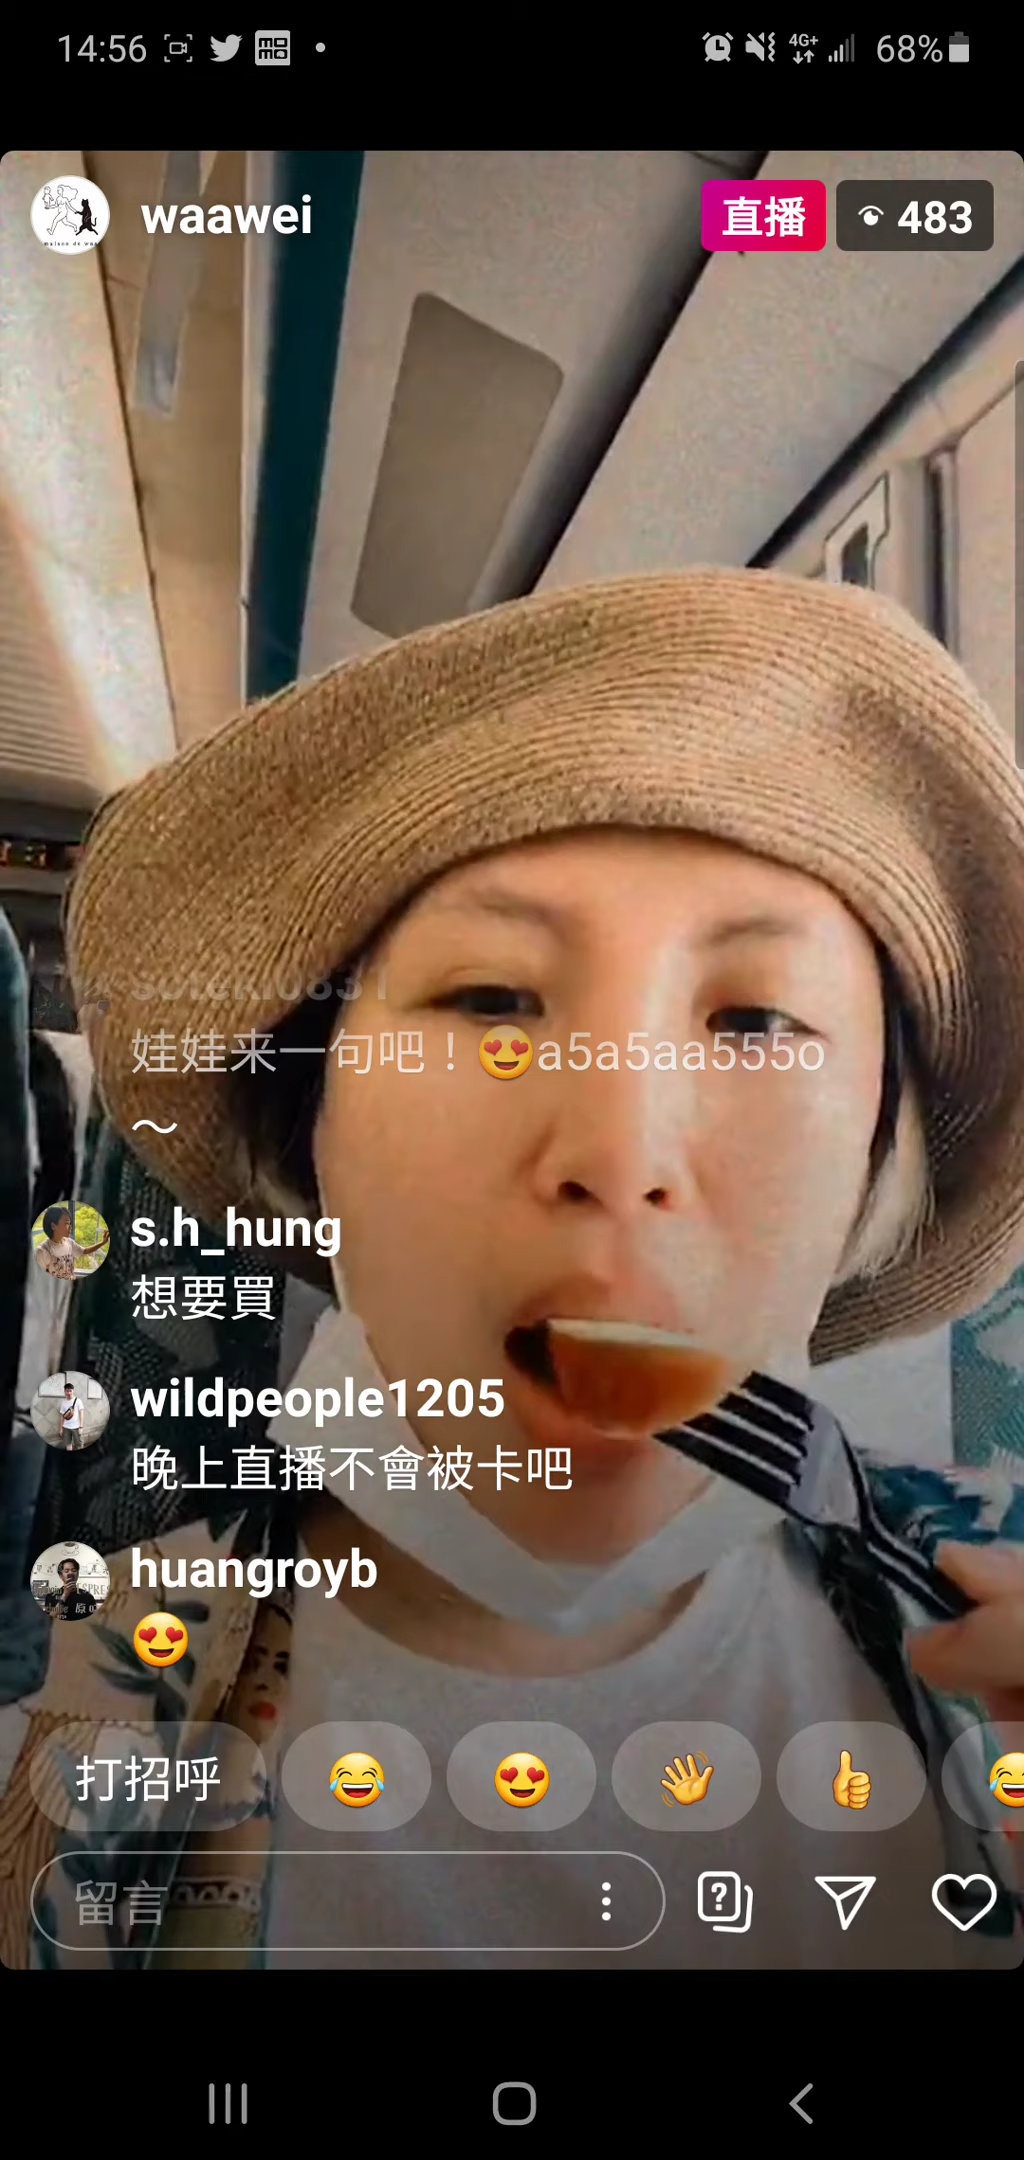 14:56
4G+
68%
waawei
直播
483
娃娃来一句吧！😍a5a5aa555o
～
s.h_hung
想要買
wildpeople1205
晚上直播不會被卡吧
huangroyb
😍
打招呼 😂 😍 👋 👍 😂
留言